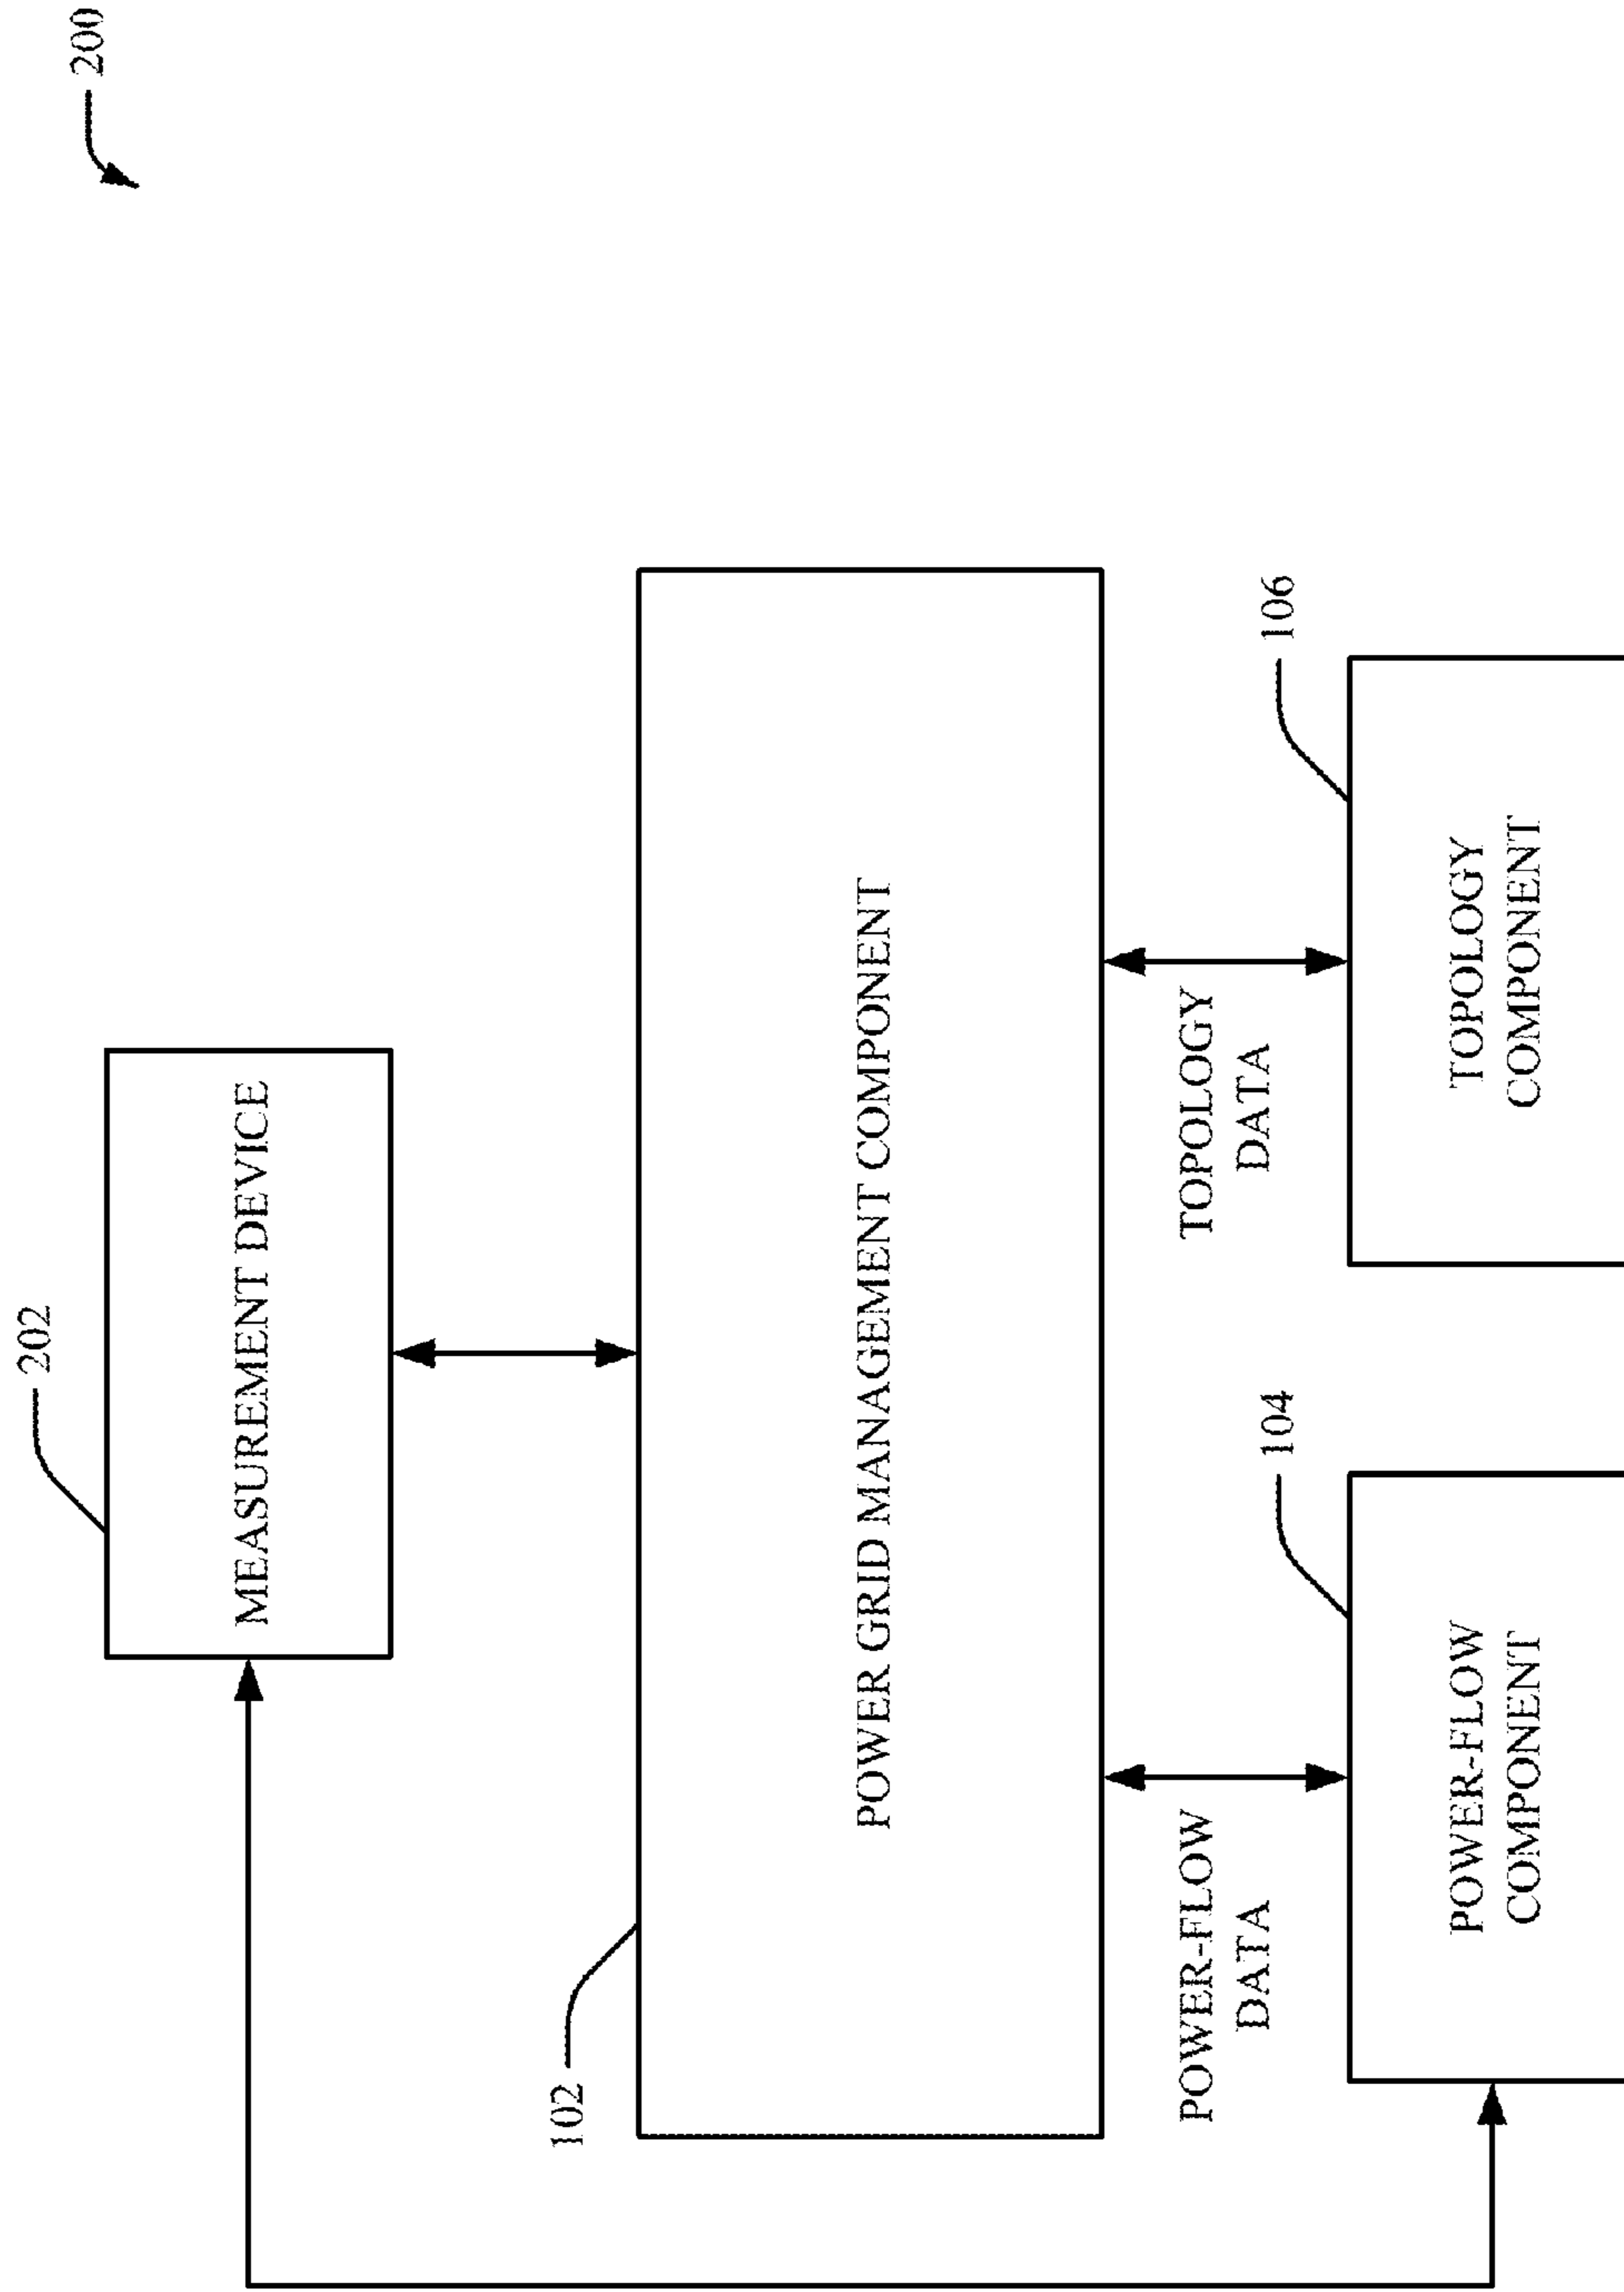 200
202
MEASUREMENT DEVICE
102
POWER GRID MANAGEMENT COMPONENT
POWER-FLOW
DATA
TOPOLOGY
DATA
104
106
POWER-FLOW
COMPONENT
TOPOLOGY
COMPONENT